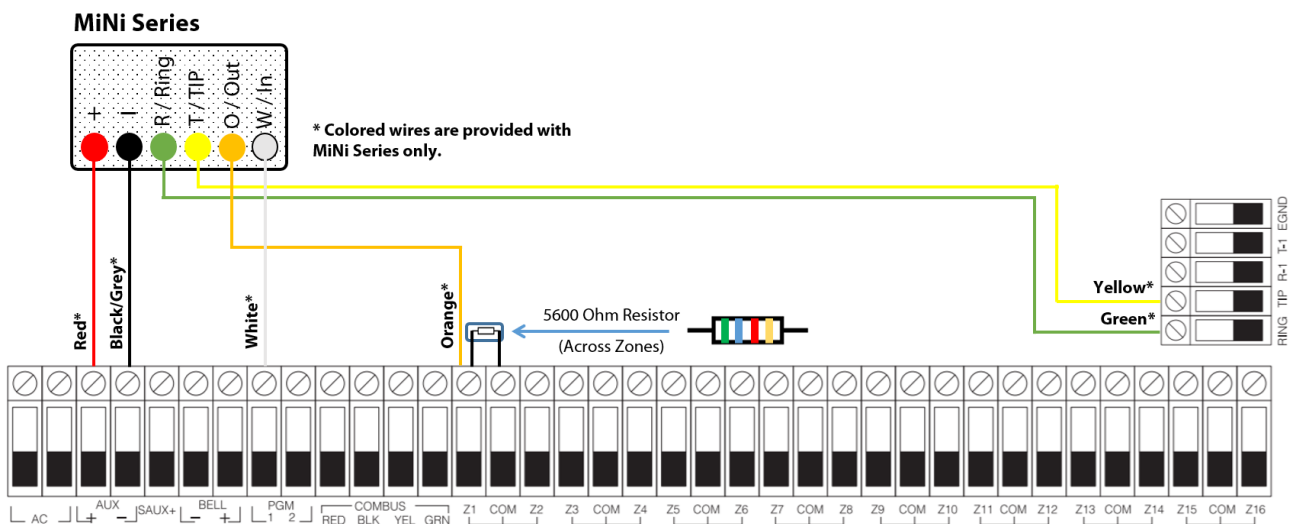 MiNi Series
+
-
R / Ring
T / TIP
O / Out
W / In
* Colored wires are provided with
MiNi Series only.
Red*
Black/Grey*
White*
Orange*
5600 Ohm Resistor
(Across Zones)
Yellow*
Green*
EGND
T-1
R-1
TIP
RING
AC
AUX
+ -
SAUX+
BELL
- +
PGM
1 2
COMBUS
RED BLK YEL GRN
Z1 COM Z2 Z3 COM Z4 Z5 COM Z6 Z7 COM Z8 Z9 COM Z10 Z11 COM Z12 Z13 COM Z14 Z15 COM Z16